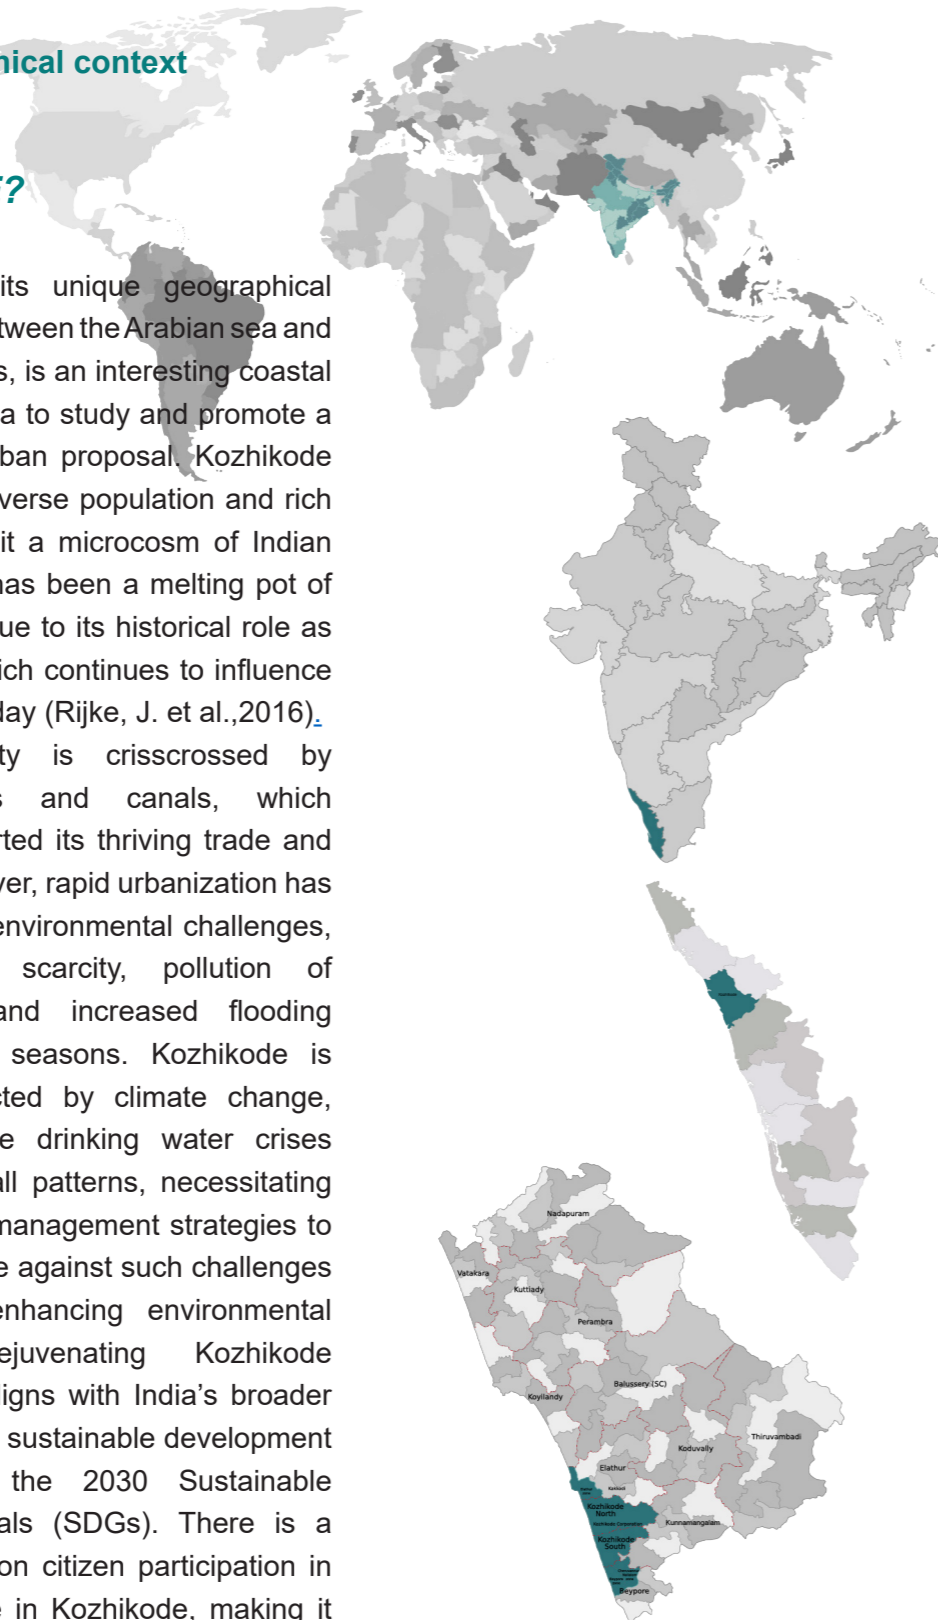 nical context
?
its unique geographical
tween the Arabian sea and
s, is an interesting coastal
a to study and promote a
ban proposal. Kozhikode
verse population and rich
it a microcosm of Indian
has been a melting pot of
ue to its historical role as
ich continues to influence
day (Rijke, J. et al.,2016).
ty is crisscrossed by
s and canals, which
rted its thriving trade and
ver, rapid urbanization has
environmental challenges,
scarcity, pollution of
and increased flooding
seasons. Kozhikode is
cted by climate change,
e drinking water crises
all patterns, necessitating
management strategies to
e against such challenges
enhancing environmental
ejuvenating Kozhikode
ligns with India's broader
sustainable development
the 2030 Sustainable
als (SDGs). There is a
on citizen participation in
e in Kozhikode, making it
Nadapuram
Vatakara
Kuttiady
Perambra
Balussery (SC)
Koyilandy
Thiruvambadi
Koduvally
Elathur
Kozhikode
North
Kozhikode Corporation
Kunnamangalam
Kozhikode
South
Beypore